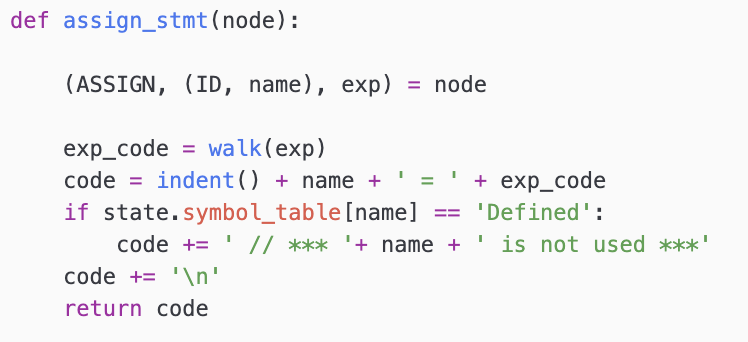 def assign_stmt(node):
    (ASSIGN, (ID, name), exp) = node
    exp_code = walk(exp)
    code = indent() + name + ' = ' + exp_code
    if state.symbol_table[name] == 'Defined':
        code += ' // *** '+ name + ' is not used ***'
    code += '\n'
    return code